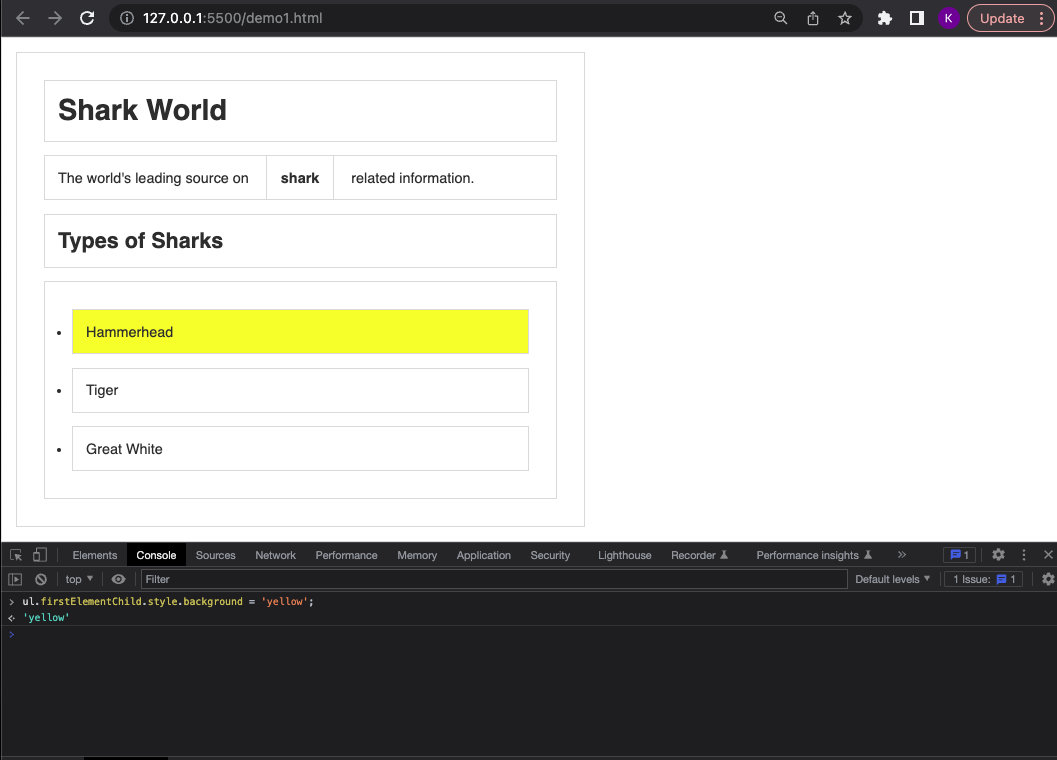 127.0.0.1:5500/demo1.html K Update
Shark World
The world's leading source on shark related information.
Types of Sharks
• Hammerhead
• Tiger
• Great White
Elements Console Sources Network Performance Memory Application Security Lighthouse Recorder Performance insights » 1
top Filter Default levels 1 Issue: 1
> ul.firstElementChild.style.background = 'yellow';
'yellow'
>